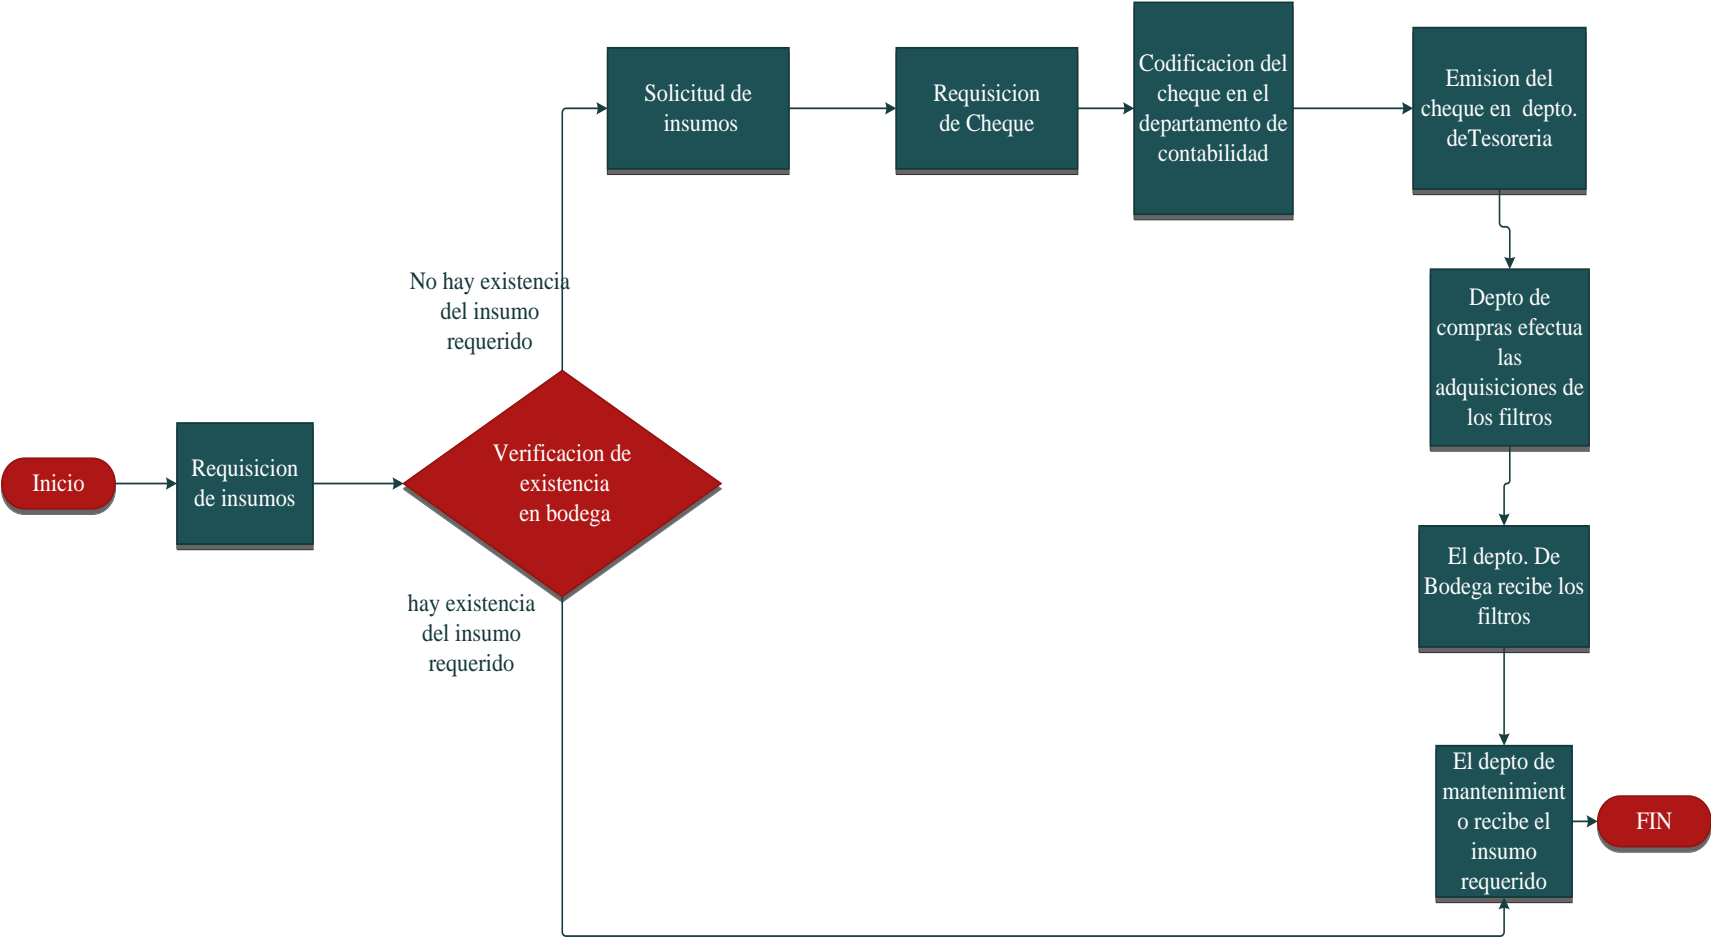 Inicio
Requisicion
de insumos
Verificacion de
existencia
en bodega
No hay existencia
del insumo
requerido
Solicitud de
insumos
Requisicion
de Cheque
Codificacion del
cheque en el
departamento de
contabilidad
Emision del
cheque en  depto.
deTesoreria
Depto de
compras efectua
las
adquisiciones de
los filtros
El depto. De
Bodega recibe los
filtros
hay existencia
del insumo
requerido
El depto de
mantenimient
o recibe el
insumo
requerido
FIN